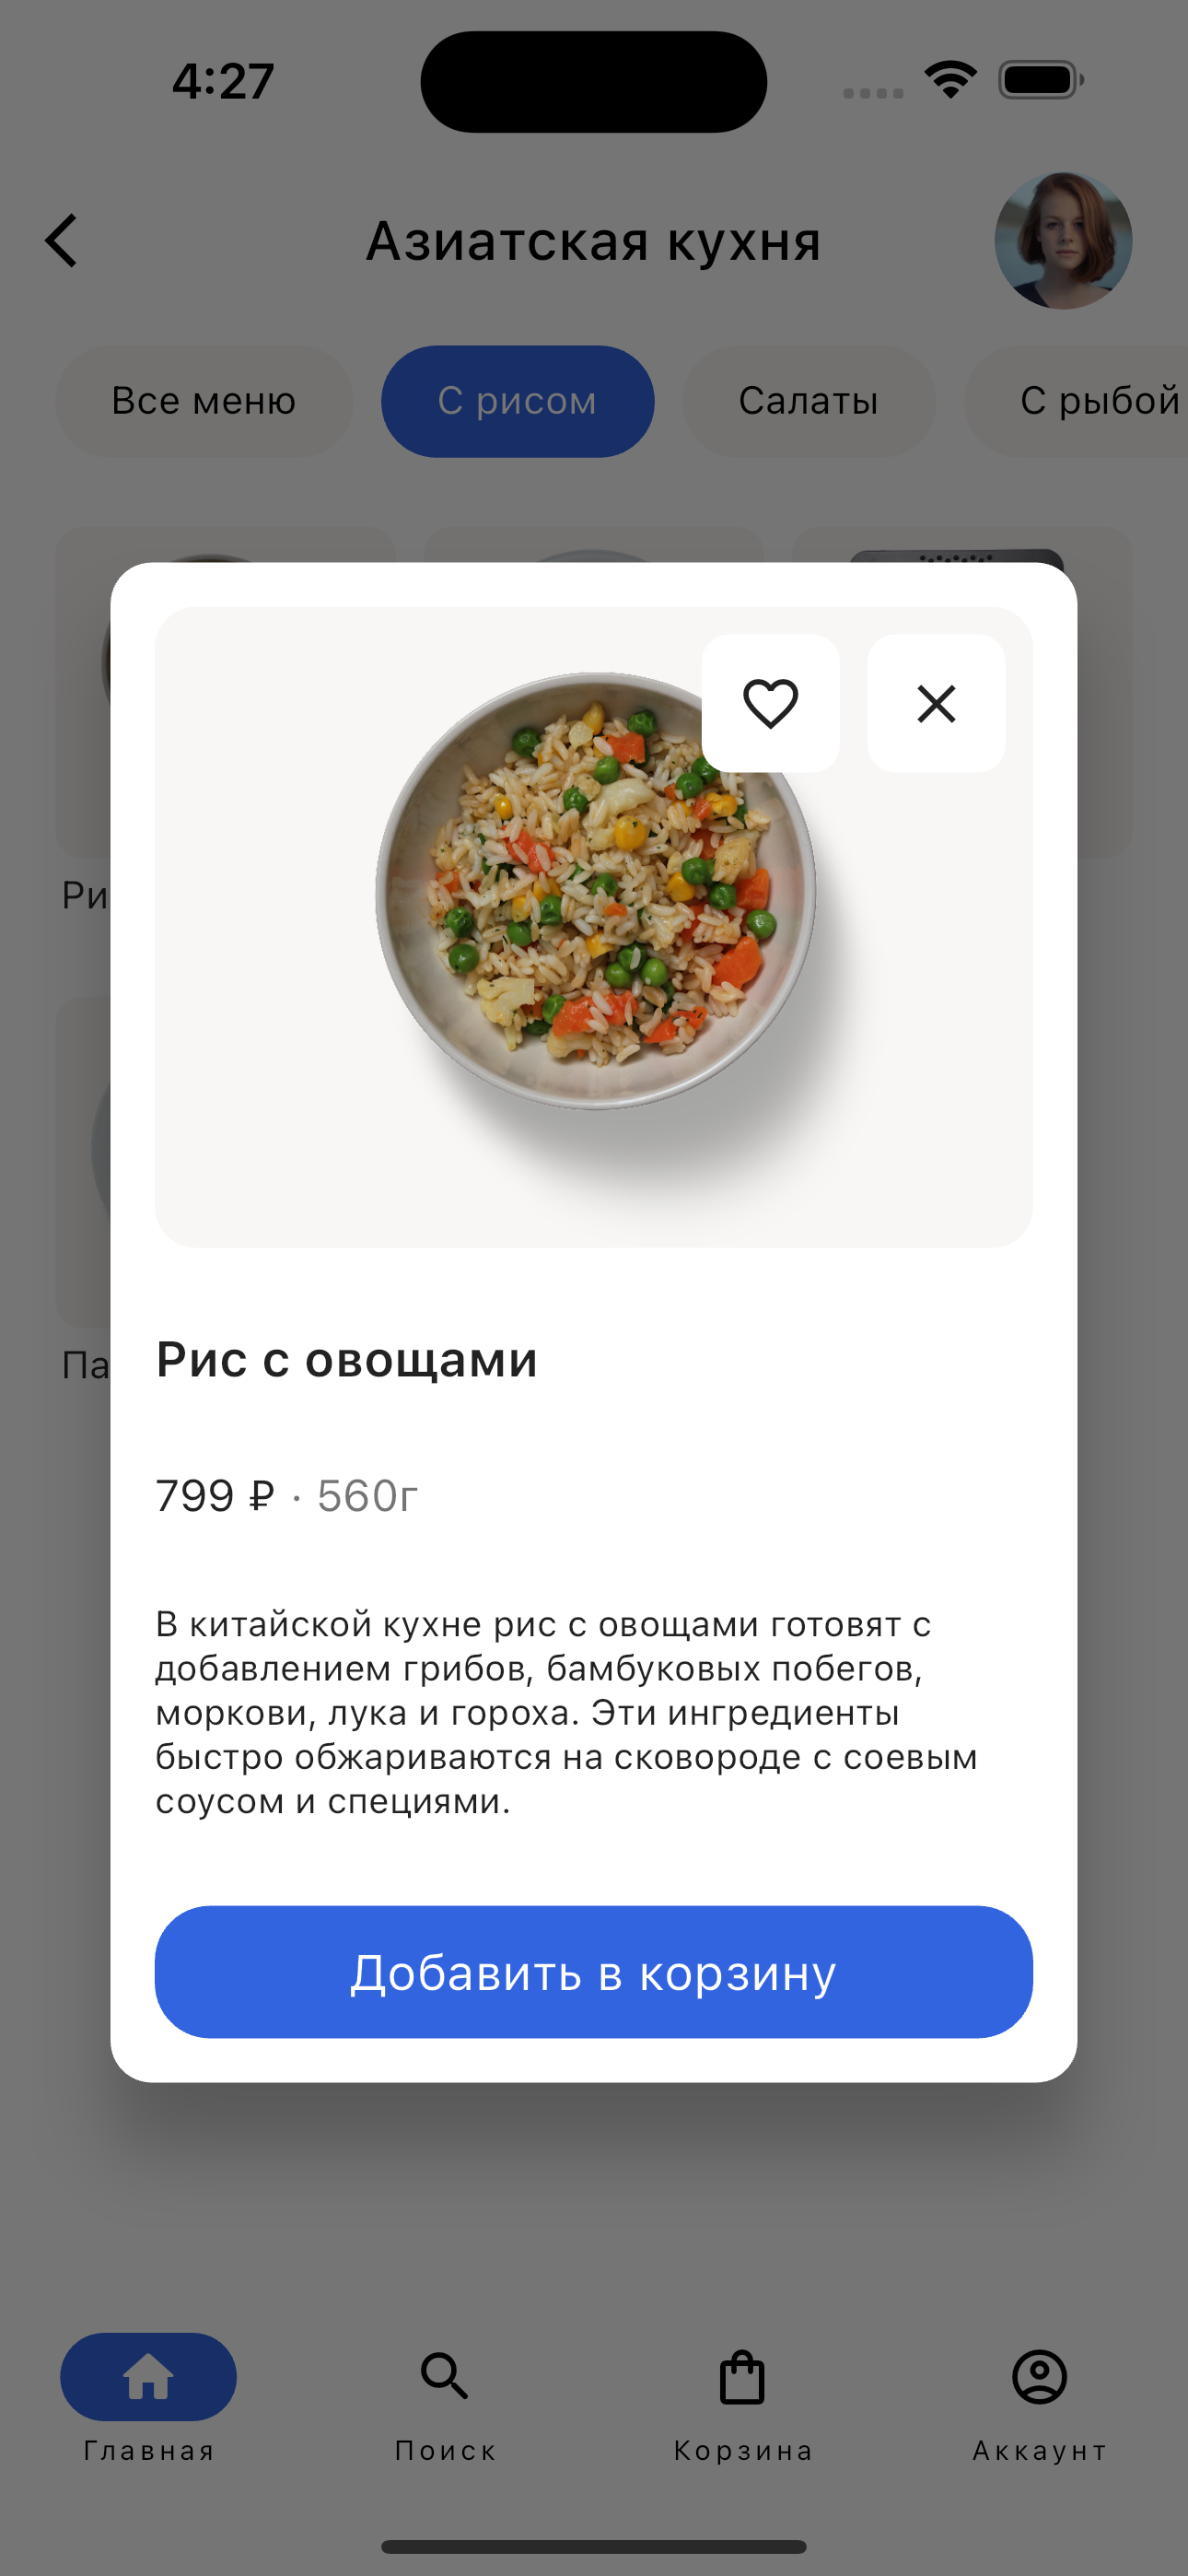 4:27
Азиатская кухня
Все меню
С рисом
Салаты
С рыбой
Ри
Рис с овощами
799 ₽ · 560г
Па
В китайской кухне рис с овощами готовят с
добавлением грибов, бамбуковых побегов,
моркови, лука и гороха. Эти ингредиенты
быстро обжариваются на сковороде с соевым
соусом и специями.
Добавить в корзину
Главная
Поиск
Корзина
Аккаунт